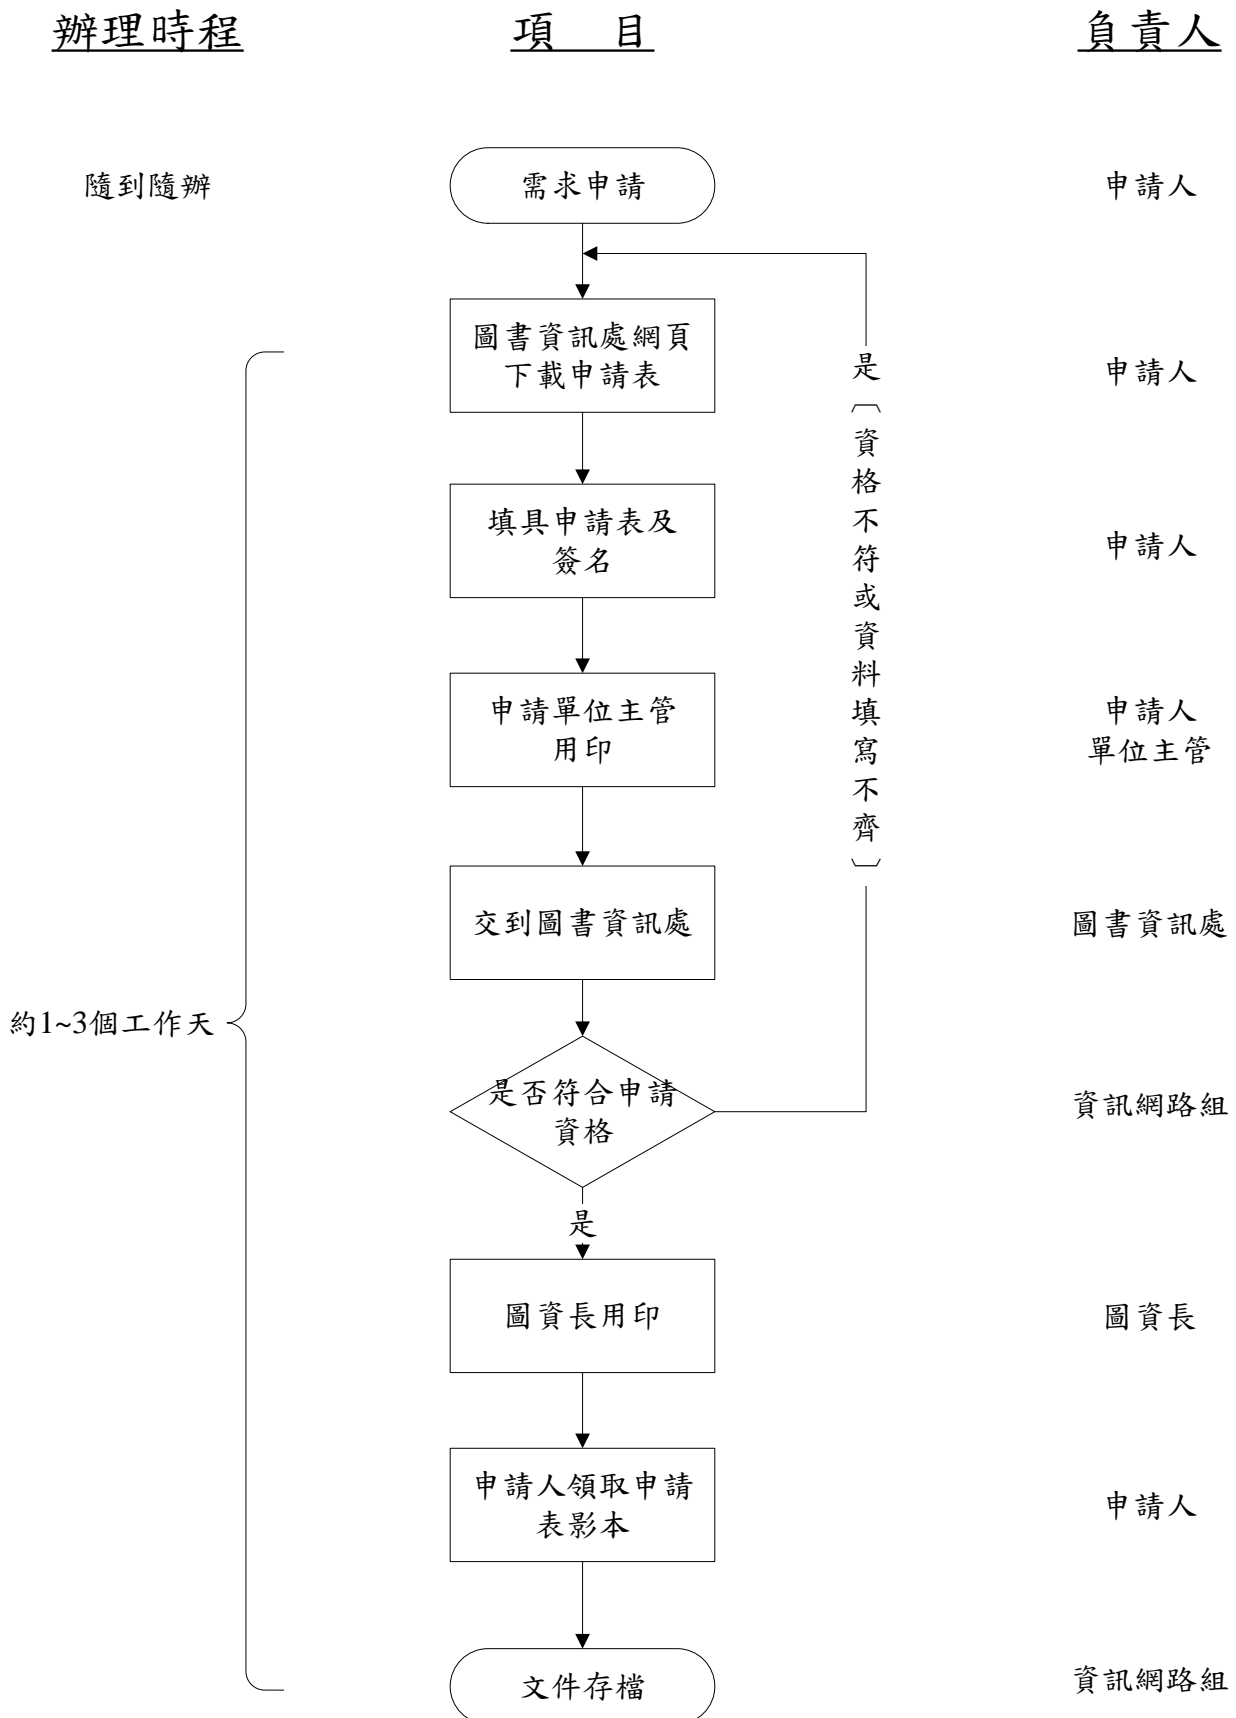 辦理時程
項　目
負責人
隨到隨辦
需求申請
申請人
圖書資訊處網頁
下載申請表
申請人
填具申請表及
簽名
申請人
申請單位主管
用印
申請人
單位主管
交到圖書資訊處
圖書資訊處
約1~3個工作天
是否符合申請
資格
資訊網路組
是〔資格不符或資料填寫不齊〕
是
圖資長用印
圖資長
申請人領取申請
表影本
申請人
文件存檔
資訊網路組